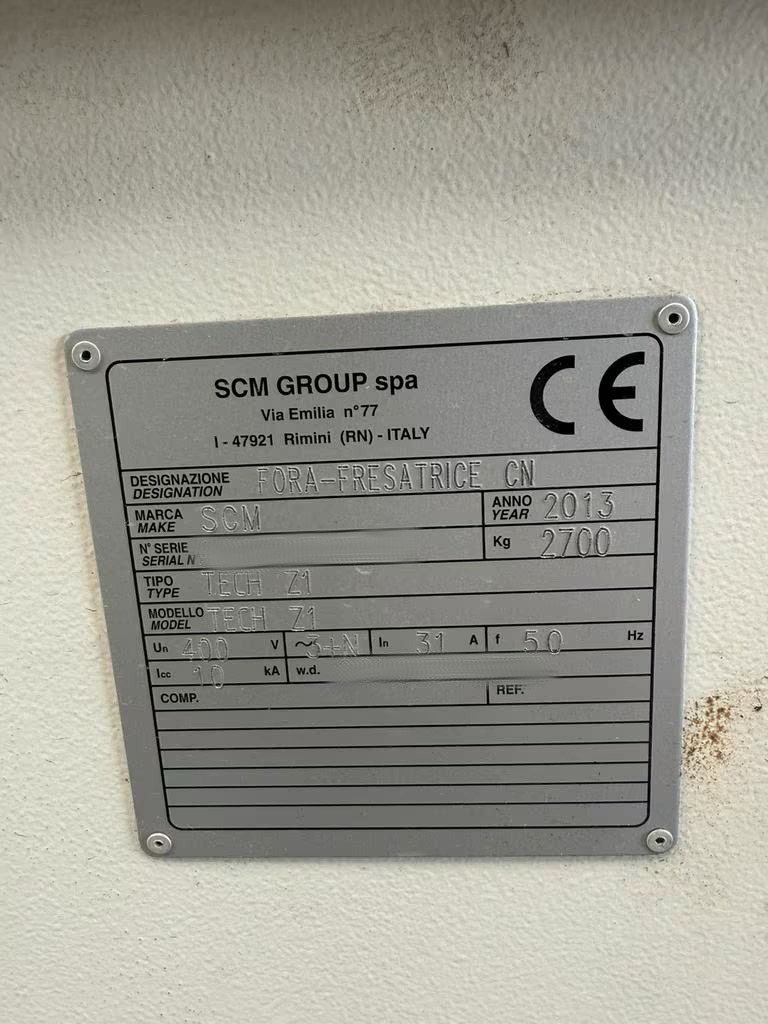 SCM GROUP spa
Via Emilia n°77
I - 47921 Rimini (RN) - ITALY
CE
DESIGNAZIONE
DESIGNATION
FORA-FRESATRICE CN
MARCA
MAKE
SCM
ANNO
YEAR
2013
N° SERIE
SERIAL N
Kg 2700
TIPO
TYPE
TECH Z1
MODELLO
MODEL
TECH Z1
Un 400 V ~3+N In 31 A f 50 Hz
Icc 10 kA w.d.
COMP. REF.